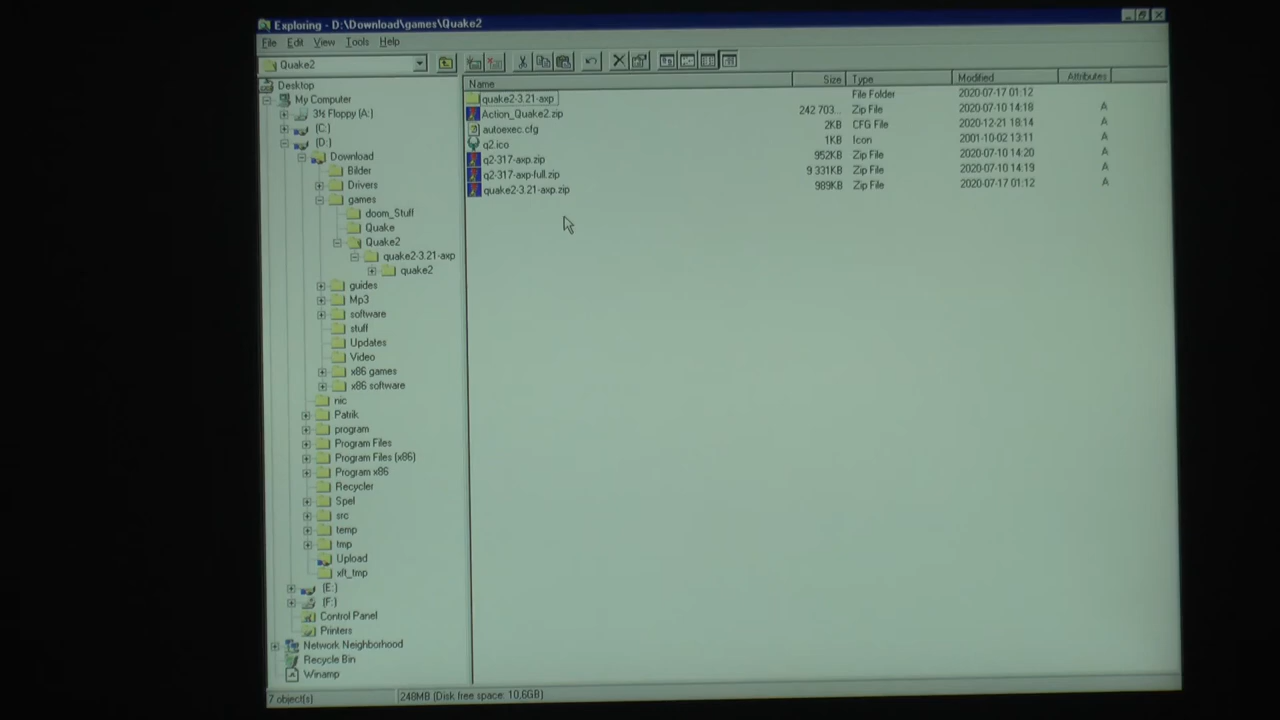 Exploring - D:\Download\games\Quake2
File Edit View Tools Help
Quake2
Name Size Type Modified Attributes
quake2-3.21-axp File Folder 2020-07-17 01:12
Action_Quake2.zip 242 703... Zip File 2020-07-10 14:18 A
autoexec.cfg 2KB CFG File 2020-12-21 18:14 A
q2.ico 1KB Icon 2001-10-02 13:11 A
q2-317-axp.zip 952KB Zip File 2020-07-10 14:20 A
q2-317-axp-full.zip 9 331KB Zip File 2020-07-10 14:19 A
quake2-3.21-axp.zip 989KB Zip File 2020-07-17 01:12 A
Desktop
My Computer
3½ Floppy (A:)
(C:)
(D:)
Download
Bilder
Drivers
games
doom_Stuff
Quake
Quake2
quake2-3.21-axp
quake2
guides
Mp3
software
stuff
Updates
Video
x86 games
x86 software
nic
Patrik
program
Program Files
Program Files (x86)
Program x86
Recycler
Spel
src
temp
tmp
Upload
xft_tmp
(E:)
(F:)
Control Panel
Printers
Network Neighborhood
Recycle Bin
Winamp
7 object(s) 248MB (Disk free space: 10,6GB)